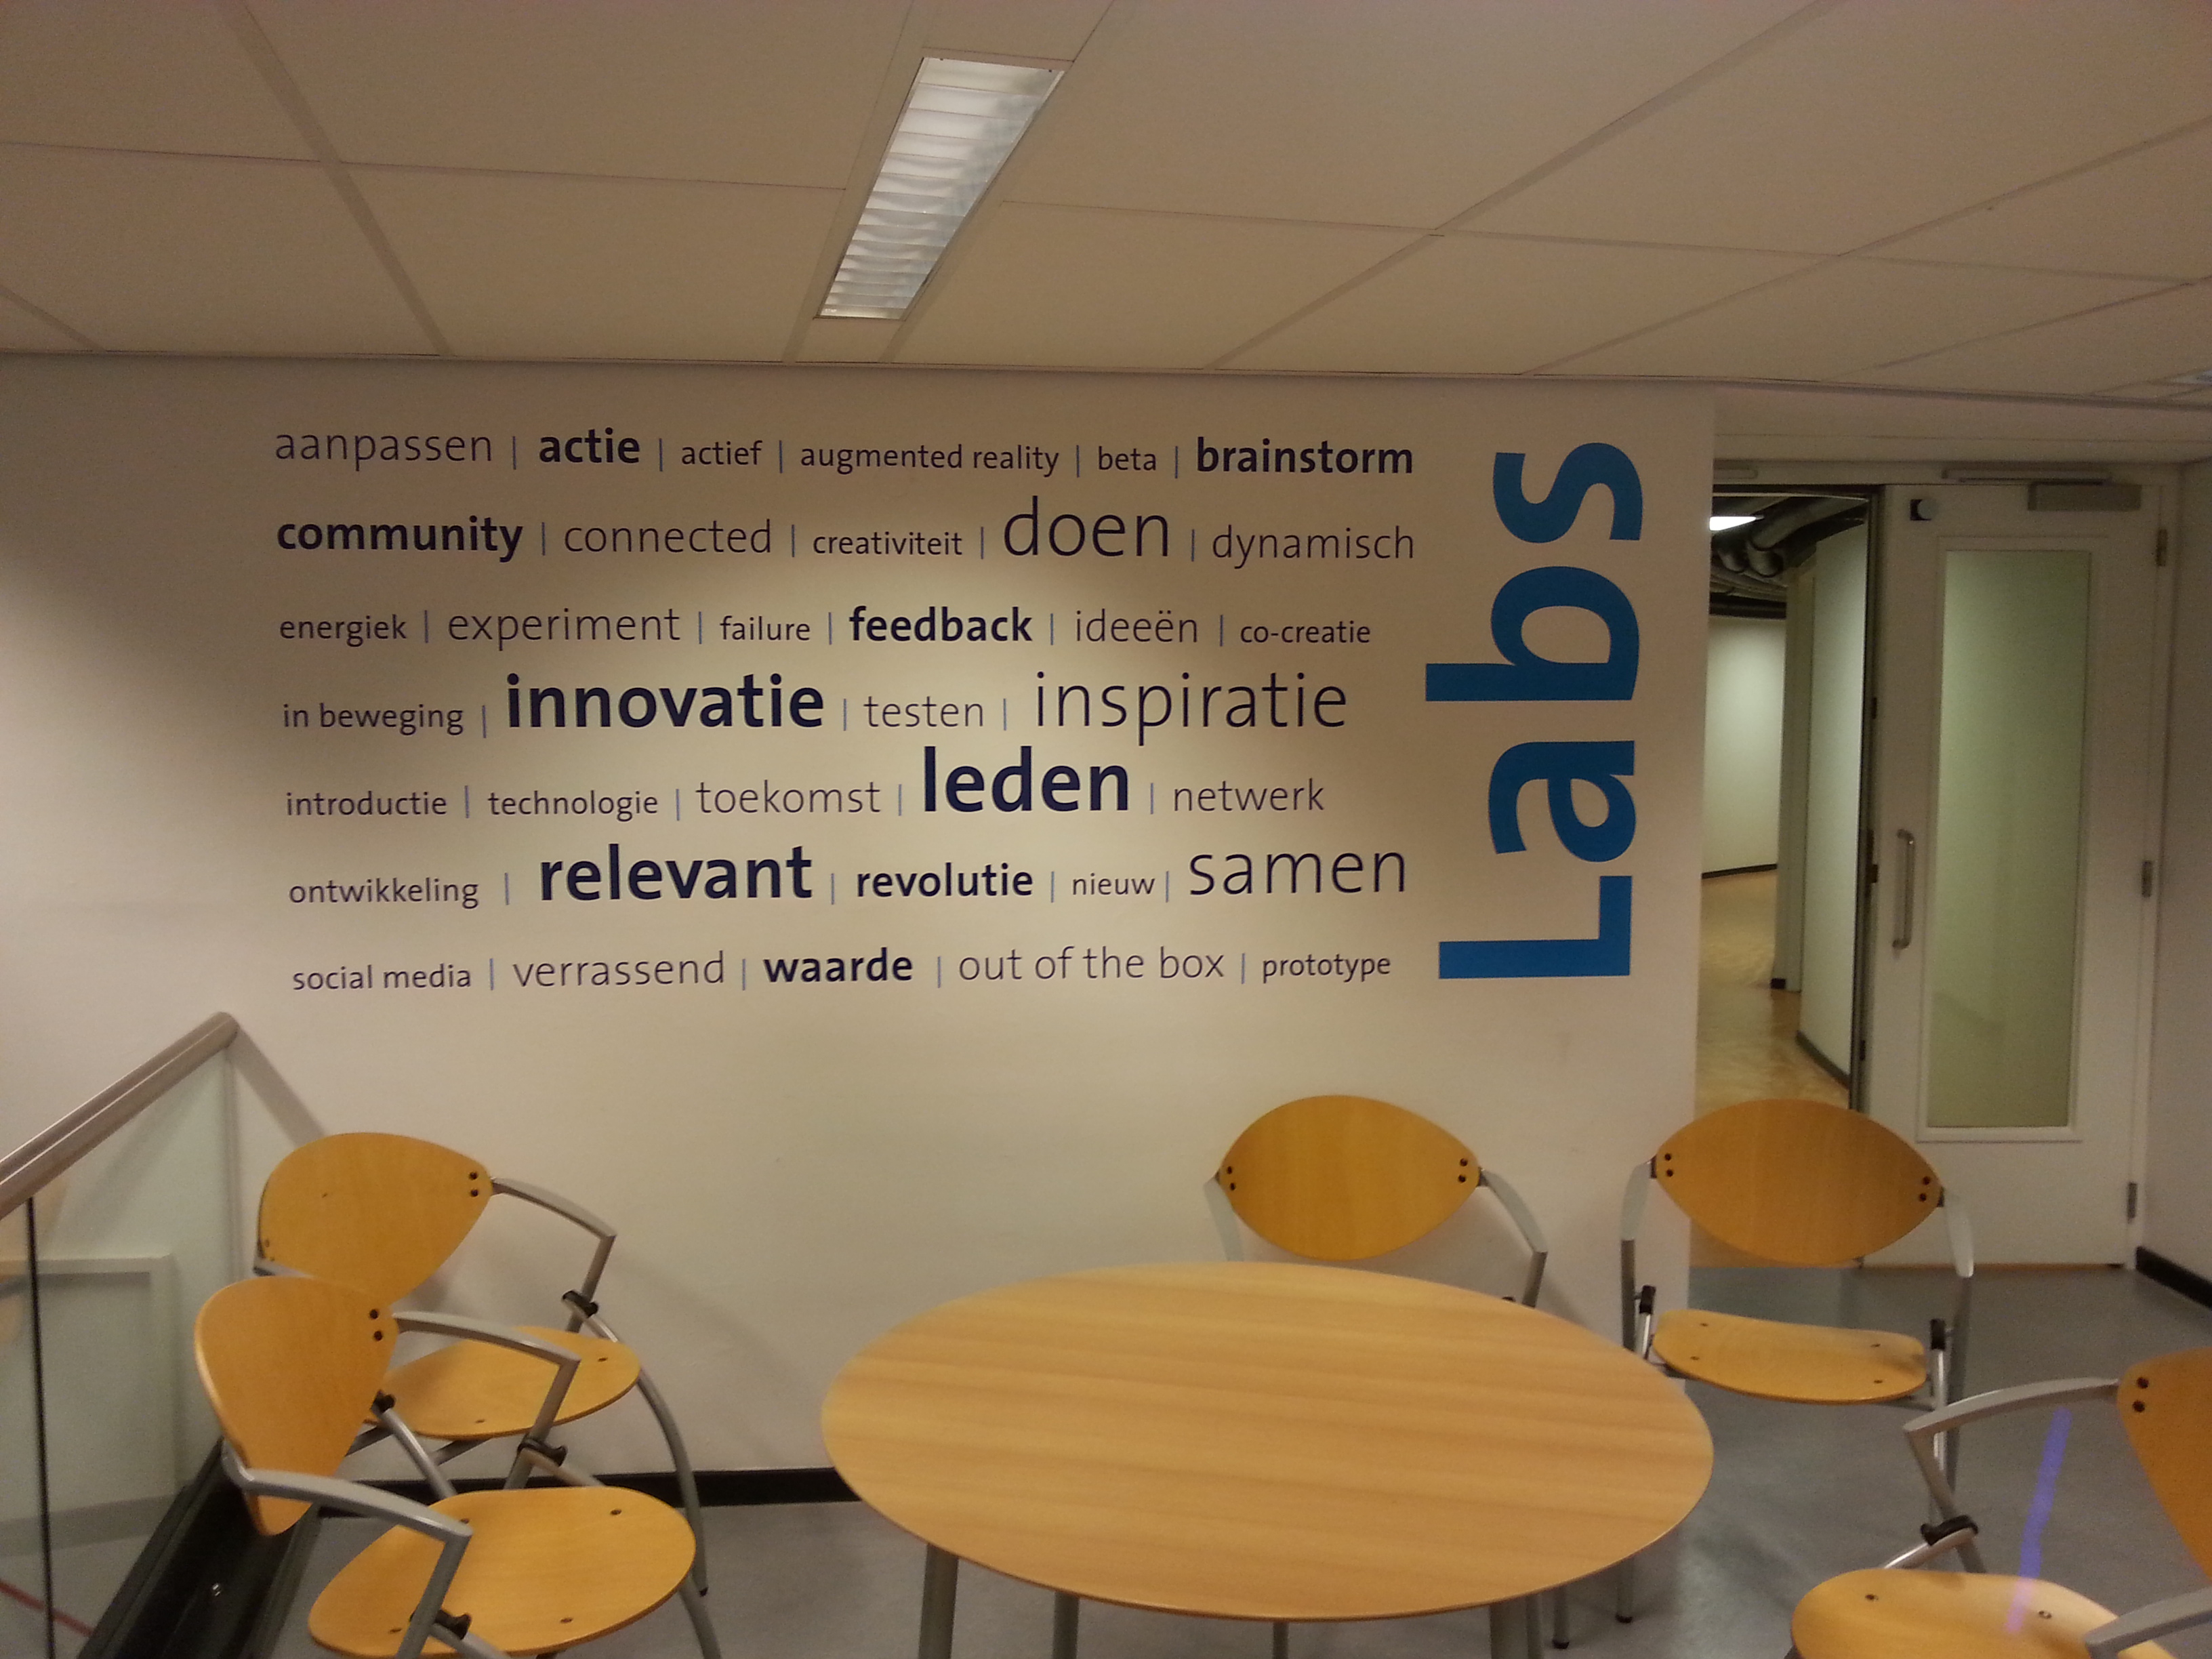 aanpassen | actie | actief | augmented reality | beta | brainstorm
community | connected | creativiteit | doen | dynamisch
energiek | experiment | failure | feedback | ideeën | co-creatie
in beweging | innovatie | testen | inspiratie
introductie | technologie | toekomst | leden | netwerk
ontwikkeling | relevant | revolutie | nieuw | samen
social media | verrassend | waarde | out of the box | prototype
Labs